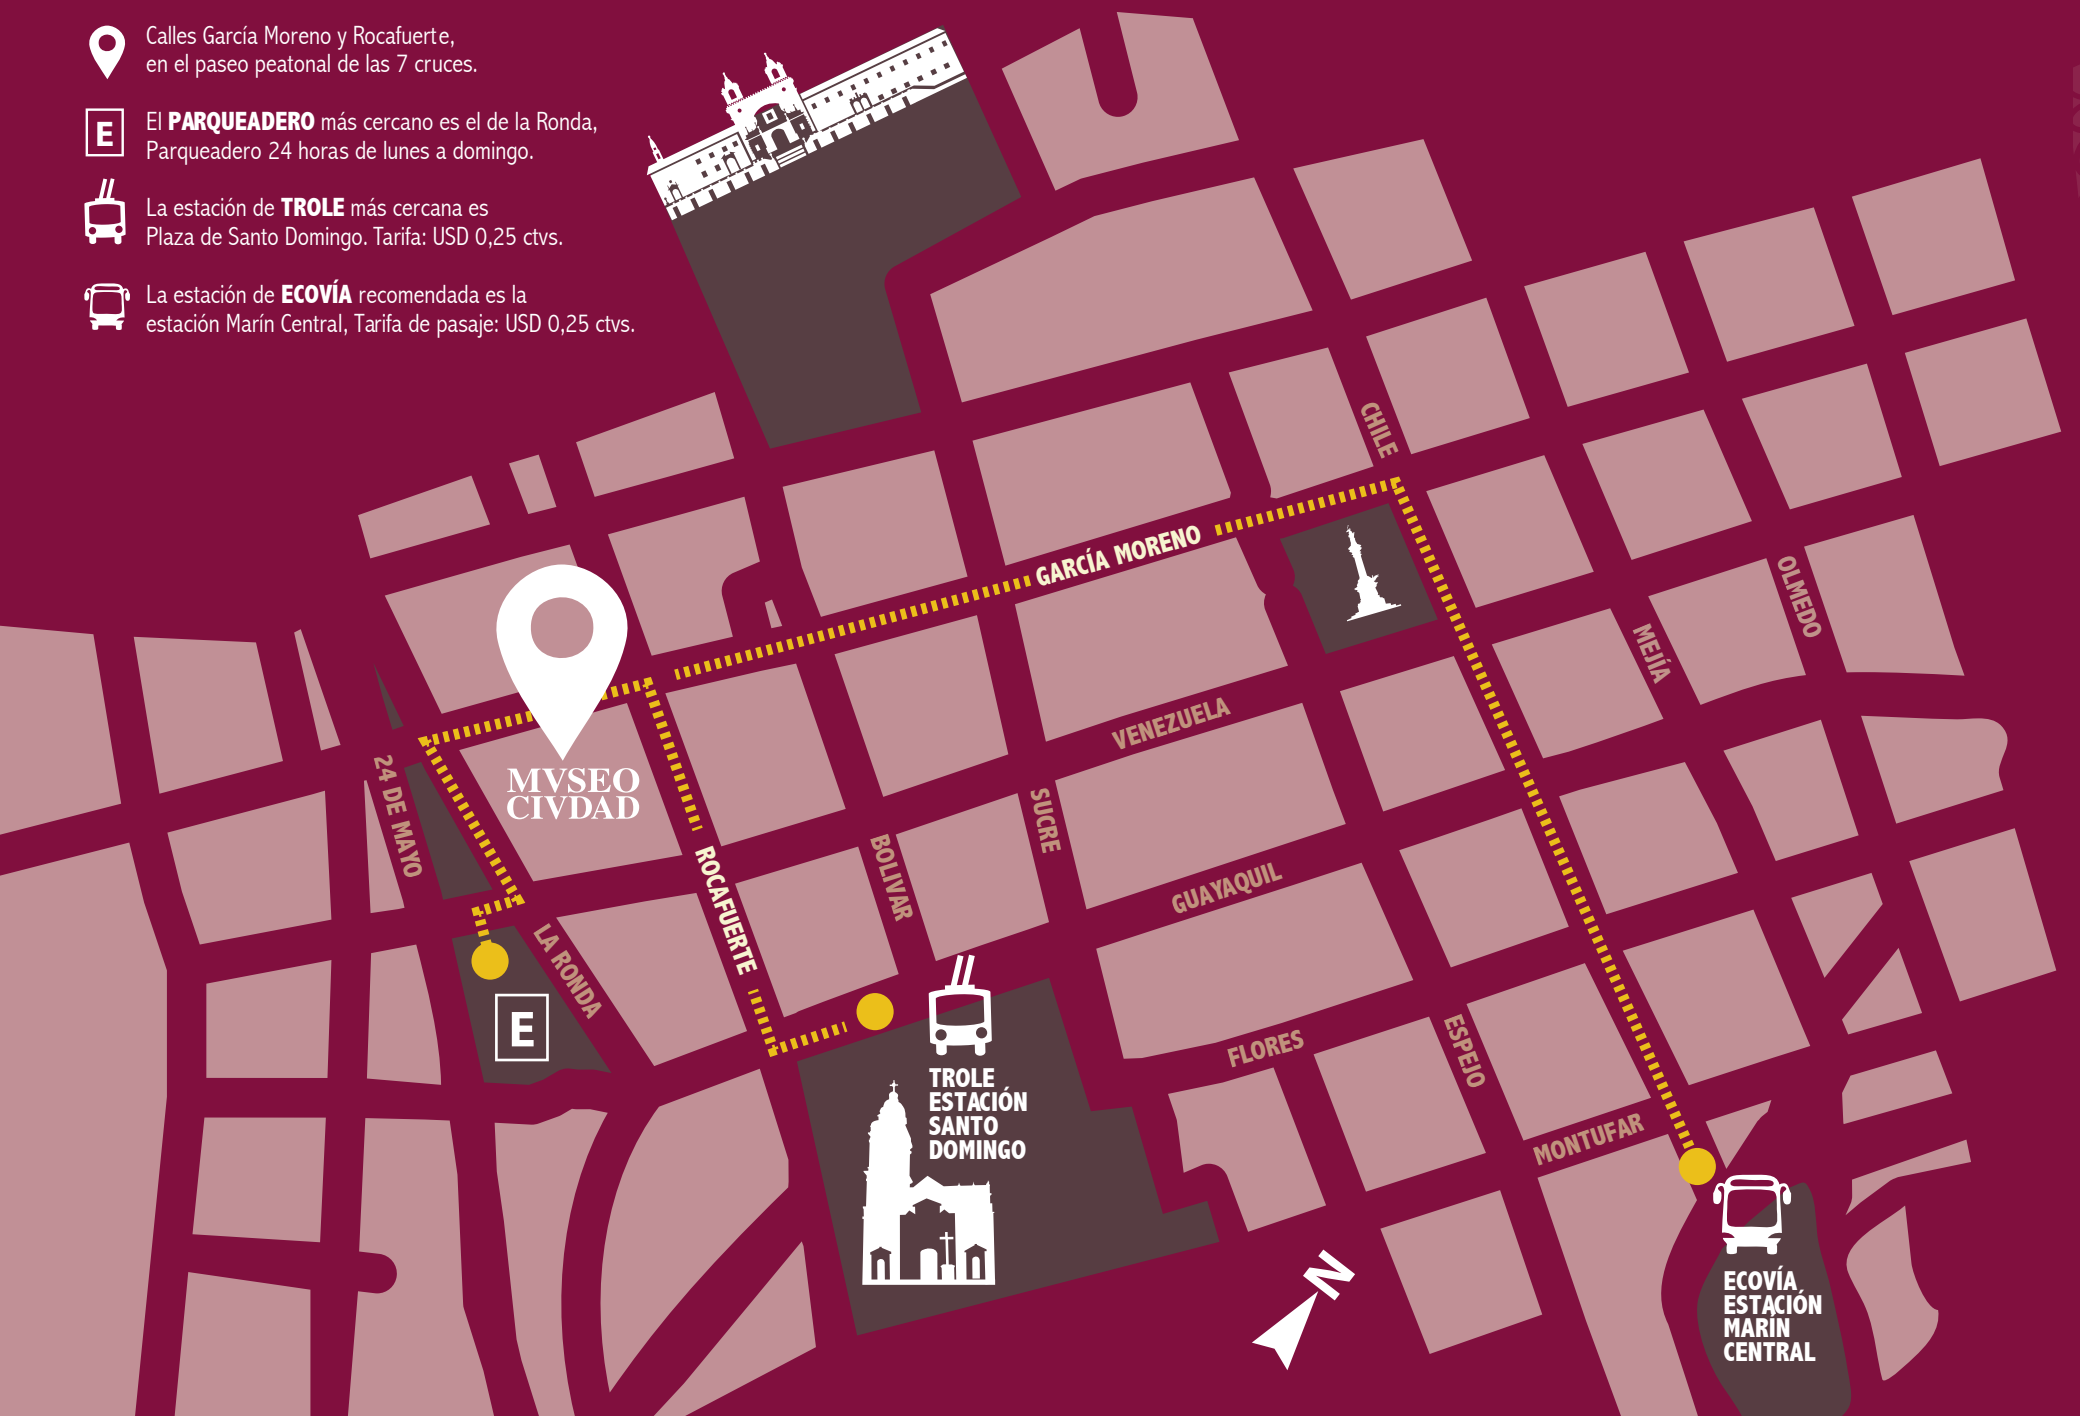 Calles García Moreno y Rocafuerte,
en el paseo peatonal de las 7 cruces.
E
El PARQUEADERO más cercano es el de la Ronda,
Parqueadero 24 horas de lunes a domingo.
La estación de TROLE más cercana es
Plaza de Santo Domingo. Tarifa: USD 0,25 ctvs.
La estación de ECOVÍA recomendada es la
estación Marín Central, Tarifa de pasaje: USD 0,25 ctvs.
CHILE
GARCÍA MORENO
OLMEDO
MEJÍA
VENEZUELA
24 DE MAYO
MVSEO
CIVDAD
SUCRE
BOLIVAR
ROCAFUERTE
GUAYAQUIL
LA RONDA
E
FLORES
ESPEJO
TROLE
ESTACIÓN
SANTO
DOMINGO
MONTUFAR
N
ECOVÍA
ESTACIÓN
MARÍN
CENTRAL